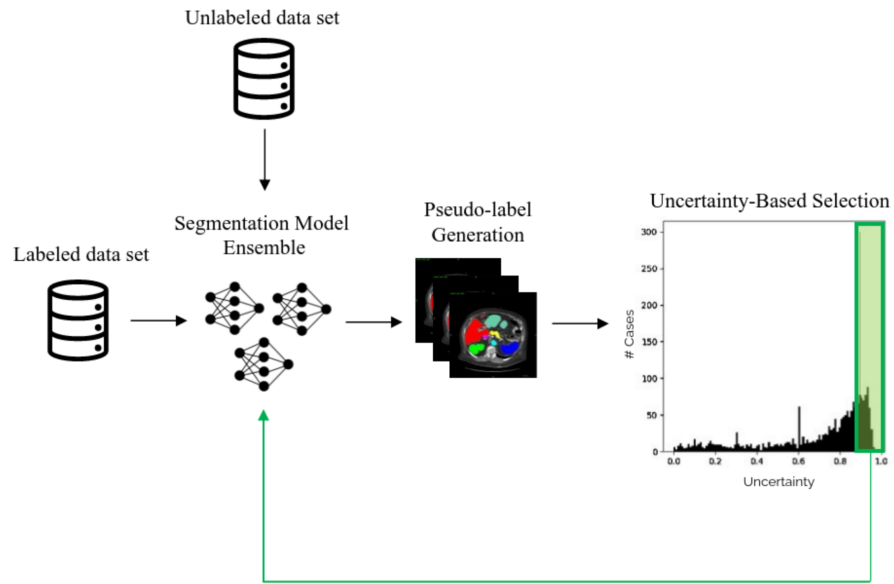 Unlabeled data set
Segmentation Model
Ensemble
Pseudo-label
Generation
Uncertainty-Based Selection
Labeled data set
300
250
200
150
100
50
0
# Cases
0.0 0.2 0.4 0.6 0.8 1.0
Uncertainty